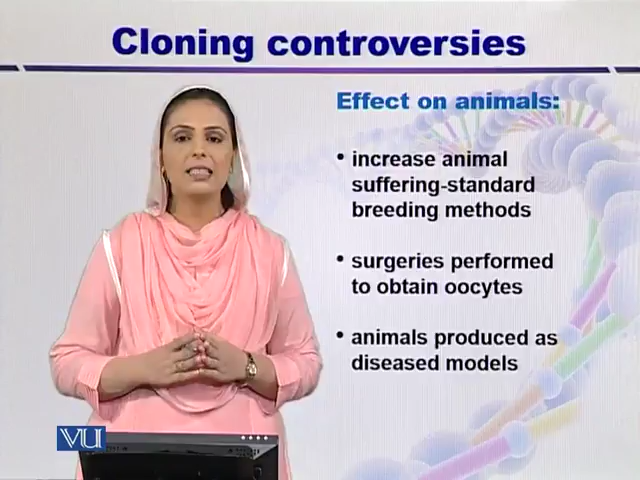 Cloning controversies
Effect on animals:
• increase animal
suffering-standard
breeding methods
• surgeries performed
to obtain oocytes
• animals produced as
diseased models
VU